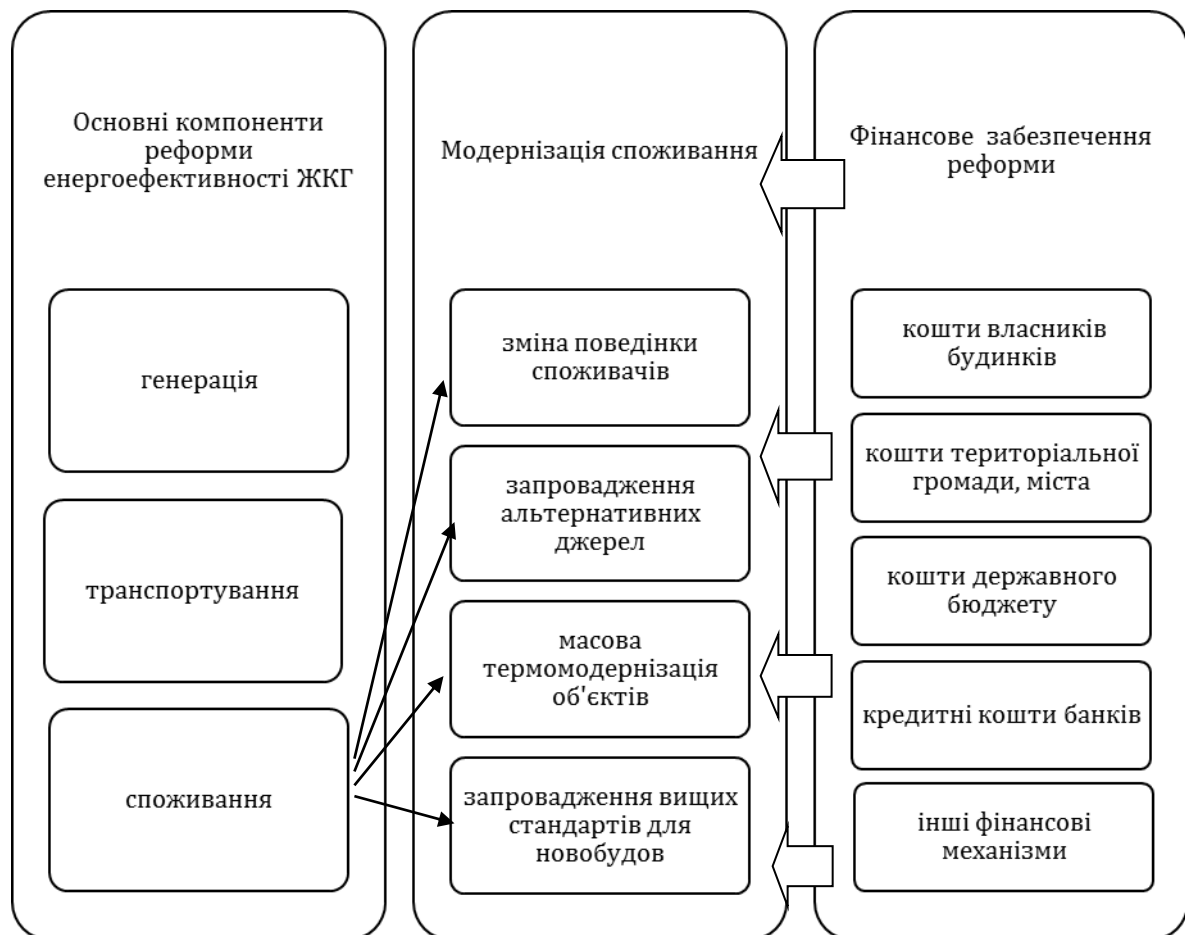 Основні компоненти
реформи
енергоефективності ЖКГ
генерація
транспортування
споживання
Модернізація споживання
зміна поведінки
споживачів
запровадження
альтернативних
джерел
масова
термомодернізація
об'єктів
запровадження вищих
стандартів для
новобудов
Фінансове забезпечення
реформи
кошти власників
будинків
кошти територіальної
громади, міста
кошти державного
бюджету
кредитні кошти банків
інші фінансові
механізми